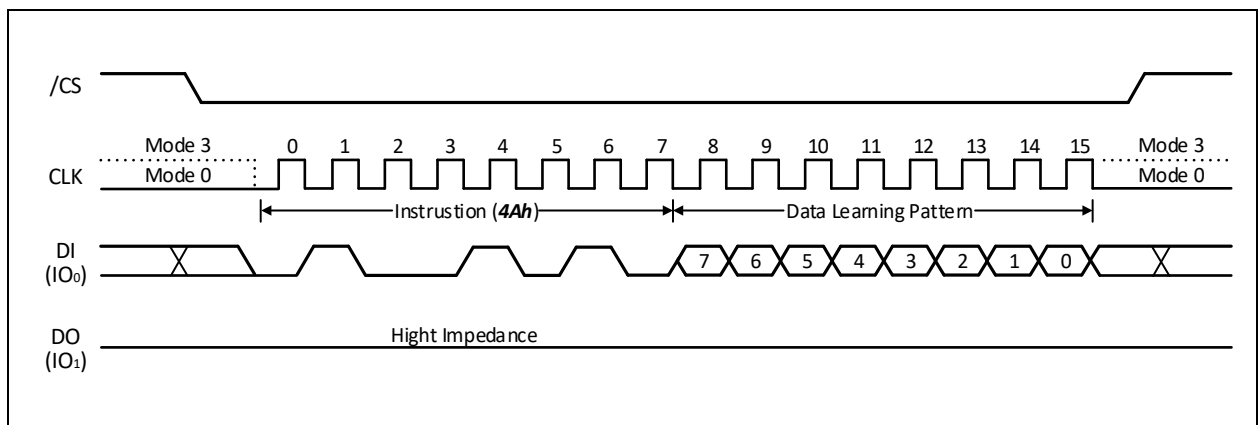 /CS
Mode 3 0 1 2 3 4 5 6 7 8 9 10 11 12 13 14 15 Mode 3
CLK Mode 0 Mode 0
Instrustion (4Ah) Data Learning Pattern
DI
(IO0) 7 6 5 4 3 2 1 0
DO Hight Impedance
(IO1)